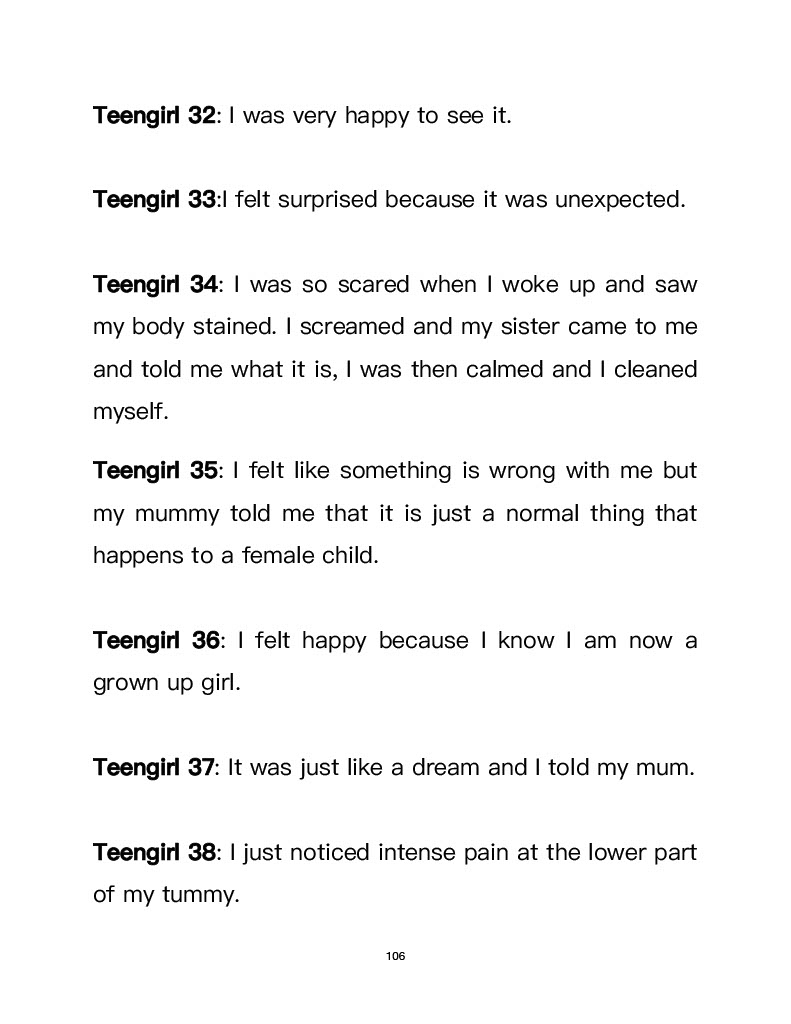 Teengirl 32: I was very happy to see it.
Teengirl 33:I felt surprised because it was unexpected.
Teengirl 34: I was so scared when I woke up and saw
my body stained. I screamed and my sister came to me
and told me what it is, I was then calmed and I cleaned
myself.
Teengirl 35: I felt like something is wrong with me but
my mummy told me that it is just a normal thing that
happens to a female child.
Teengirl 36: I felt happy because I know I am now a
grown up girl.
Teengirl 37: It was just like a dream and I told my mum.
Teengirl 38: I just noticed intense pain at the lower part
of my tummy.
106